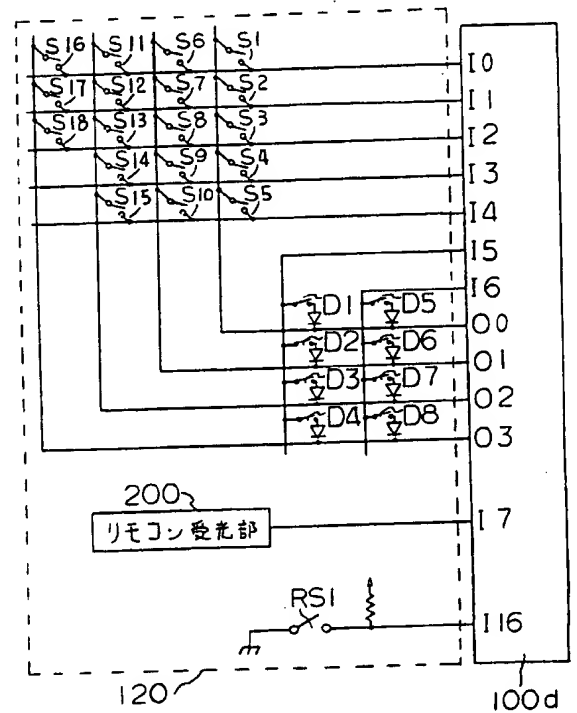 S16 S11 S6 S1
I0
S17 S12 S7 S2
I1
S18 S13 S8 S3
I2
S14 S9 S4
I3
S15 S10 S5
I4
I5
I6
D1 D5
O0
D2 D6
O1
D3 D7
O2
D4 D8
O3
200
リモコン受光部
I7
RS1
I16
120
100d